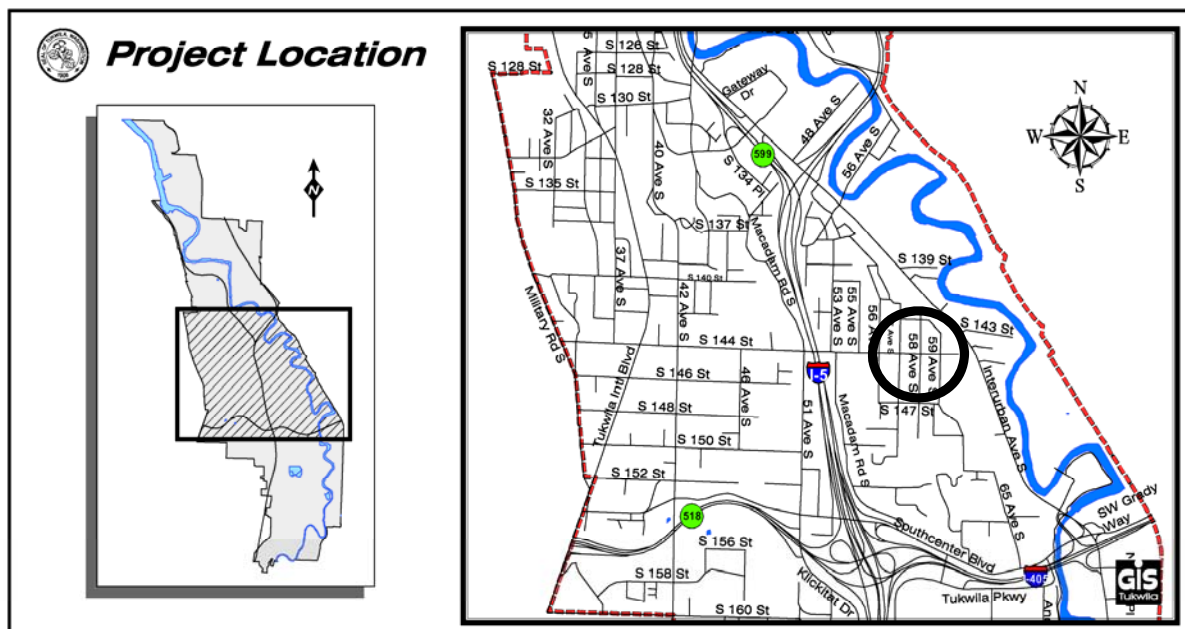 Project Location
N
S 126 St
S 128 St
S 128 St
S 130 St
Gateway
Dr
48 Ave S
56 Ave S
32 Ave S
40 Ave S
599
S 134 Pl
S 135 St
S 137 St
Macadam Rd S
N
W
E
S
S 139 St
37 Ave S
S 140 St
42 Ave S
Military Rd S
53 Ave S
55 Ave S
Ave S
58 Ave S
59 Ave S
S 143 St
S 144 St
I-5
S 146 St
46 Ave S
Tukwila Intl Blvd
S 147 St
S 148 St
51 Ave S
Macadam Rd S
Interurban Ave S
S 150 St
S 152 St
65 Ave S
SW Grady
Way
518
Southcenter Blvd
S 156 St
S 158 St
Klickitat Dr
I-405
Tukwila Pkwy
S 160 St
GIS
Tukwila